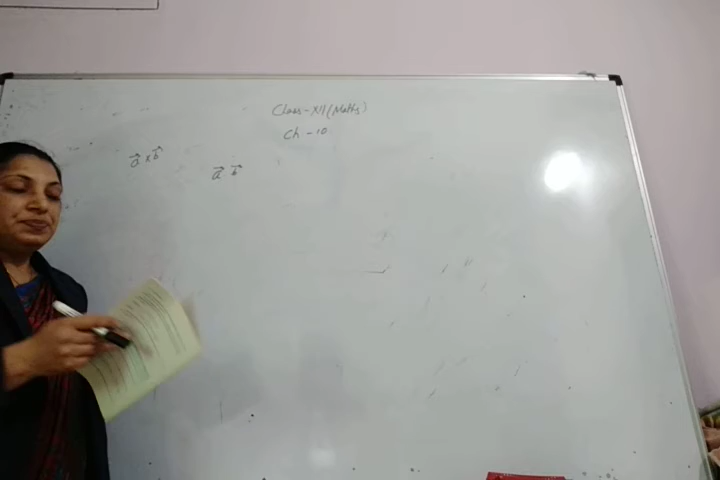 Class-XII (Maths)
Ch-10
a⃗ × b⃗
a⃗ . b⃗